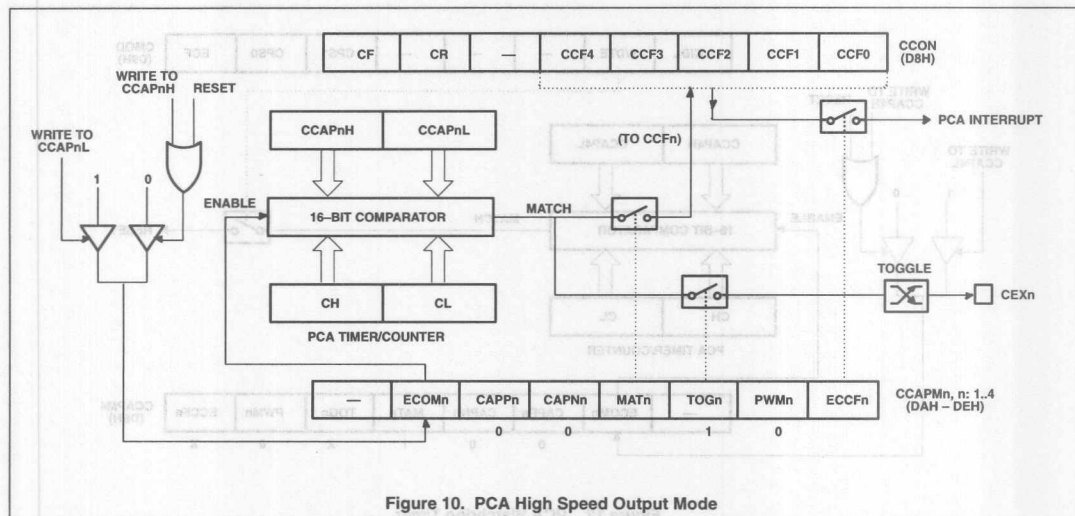 CF CR — CCF4 CCF3 CCF2 CCF1 CCF0
CCON
(D8H)
WRITE TO
CCAPnH
RESET
WRITE TO
CCAPnL
1 0
CCAPnH CCAPnL
(TO CCFn)
PCA INTERRUPT
ENABLE
16–BIT COMPARATOR
MATCH
TOGGLE
CEXn
CH CL
PCA TIMER/COUNTER
— ECOMn CAPPn CAPNn MATn TOGn PWMn ECCFn
CCAPMn, n: 1..4
(DAH – DEH)
0 0 1 0
Figure 10. PCA High Speed Output Mode